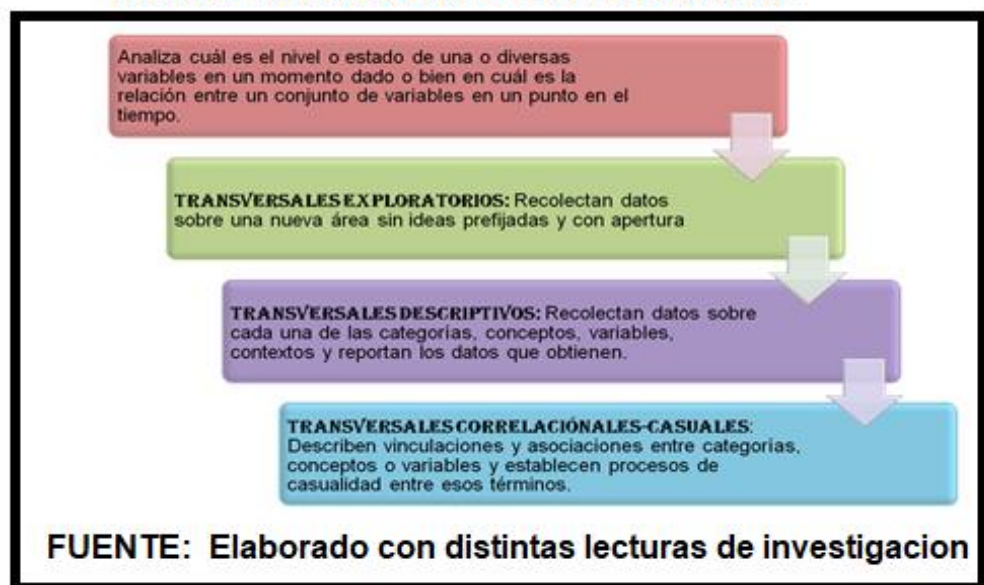 Analiza cuál es el nivel o estado de una o diversas
variables en un momento dado o bien en cuál es la
relación entre un conjunto de variables en un punto en el
tiempo.
TRANSVERSALES EXPLORATORIOS: Recolectan datos
sobre una nueva área sin ideas prefijadas y con apertura
TRANSVERSALES DESCRIPTIVOS: Recolectan datos sobre
cada una de las categorías, conceptos, variables,
contextos y reportan los datos que obtienen.
TRANSVERSALES CORRELACIÓNALES-CASUALES:
Describen vinculaciones y asociaciones entre categorías,
conceptos o variables y establecen procesos de
casualidad entre esos términos.
FUENTE: Elaborado con distintas lecturas de investigacion